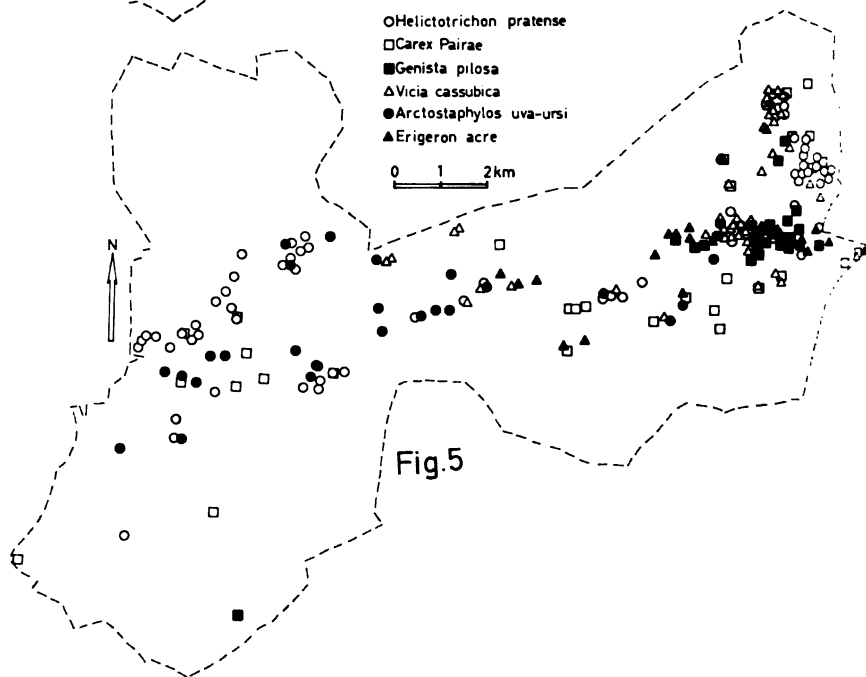 Helictotrichon pratense
Carex Pairae
Genista pilosa
Vicia cassubica
Arctostaphylos uva-ursi
Erigeron acre
0 1 2km
N
Fig.5